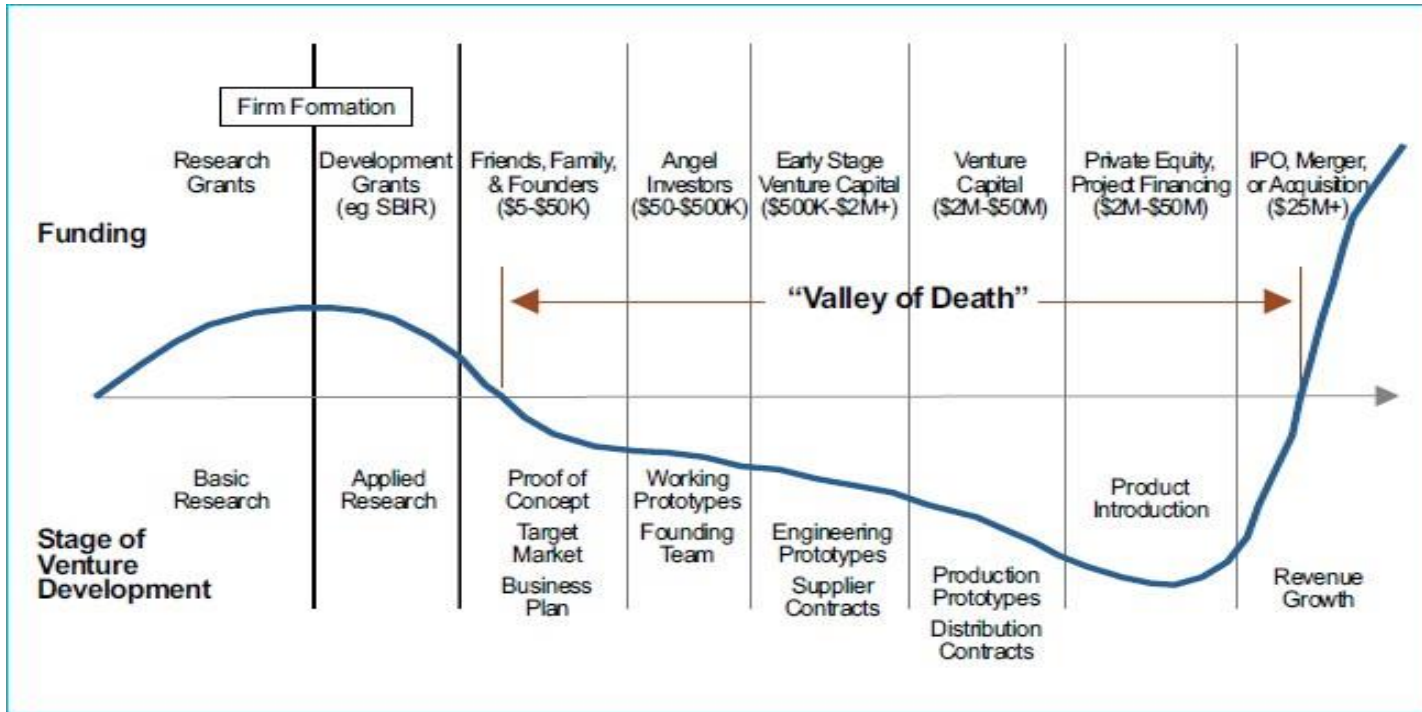 Firm Formation
Research
Grants
Development
Grants
(eg SBIR)
Friends, Family,
& Founders
($5-$50K)
Angel
Investors
($50-$500K)
Early Stage
Venture Capital
($500K-$2M+)
Venture
Capital
($2M-$50M)
Private Equity,
Project Financing
($2M-$50M)
IPO, Merger,
or Acquisition
($25M+)
Funding
“Valley of Death”
Basic
Research
Applied
Research
Proof of
Concept
Target
Market
Business
Plan
Working
Prototypes
Founding
Team
Engineering
Prototypes
Supplier
Contracts
Production
Prototypes
Distribution
Contracts
Product
Introduction
Revenue
Growth
Stage of
Venture
Development